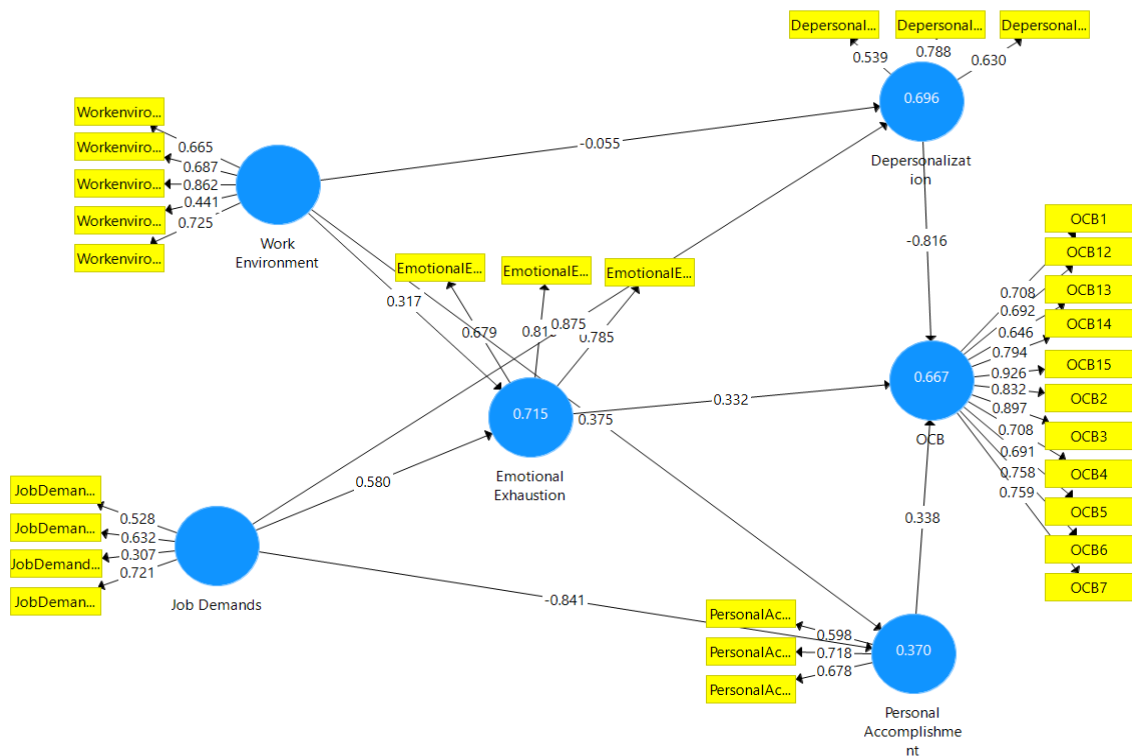 Depersonal...
Depersonal...
Depersonal...
0.539
0.788
0.630
0.696
Depersonalizat
ion
Workenviro...
Workenviro...
Workenviro...
Workenviro...
Workenviro...
0.665
0.687
0.862
0.441
0.725
Work
Environment
-0.055
-0.816
0.317
EmotionalE...
EmotionalE...
EmotionalE...
0.679
0.81
0.875
0.785
0.715
Emotional
Exhaustion
0.375
0.332
0.580
OCB1
OCB12
OCB13
OCB14
OCB15
OCB2
OCB3
OCB4
OCB5
OCB6
OCB7
0.708
0.692
0.646
0.794
0.926
0.832
0.897
0.708
0.691
0.758
0.759
0.667
OCB
0.338
JobDeman...
JobDeman...
JobDemand...
JobDeman...
0.528
0.632
0.307
0.721
Job Demands
-0.841
PersonalAc...
PersonalAc...
PersonalAc...
0.598
0.718
0.678
0.370
Personal
Accomplishme
nt